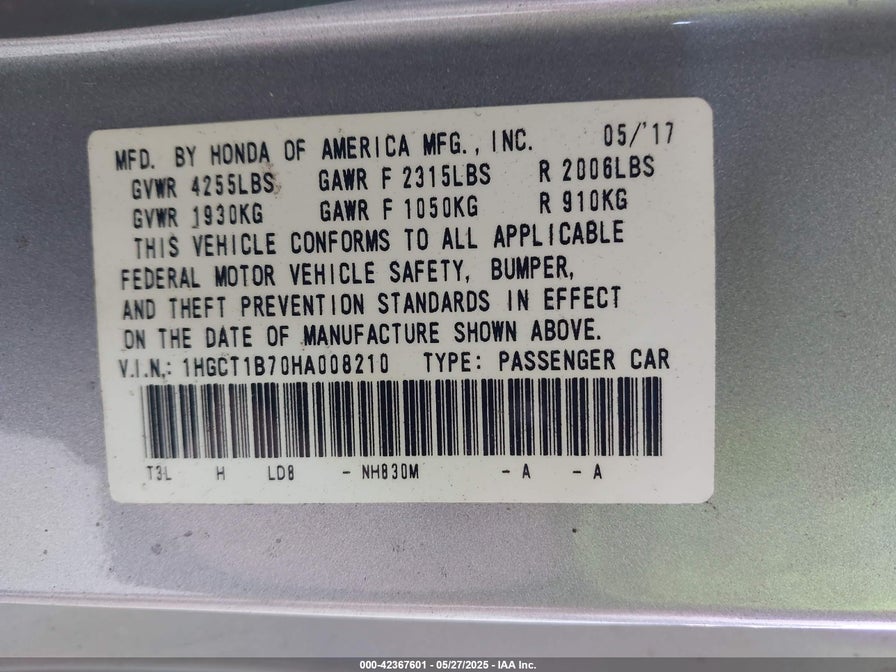 MFD. BY HONDA OF AMERICA MFG., INC. 05/'17
GVWR 4255LBS GAWR F 2315LBS R 2006LBS
GVWR 1930KG GAWR F 1050KG R 910KG
THIS VEHICLE CONFORMS TO ALL APPLICABLE
FEDERAL MOTOR VEHICLE SAFETY, BUMPER,
AND THEFT PREVENTION STANDARDS IN EFFECT
ON THE DATE OF MANUFACTURE SHOWN ABOVE.
V.I.N.: 1HGCT1B70HA008210 TYPE: PASSENGER CAR
T3L H LD8 - NH830M - A - A
000-42367601 - 05/27/2025 - IAA Inc.